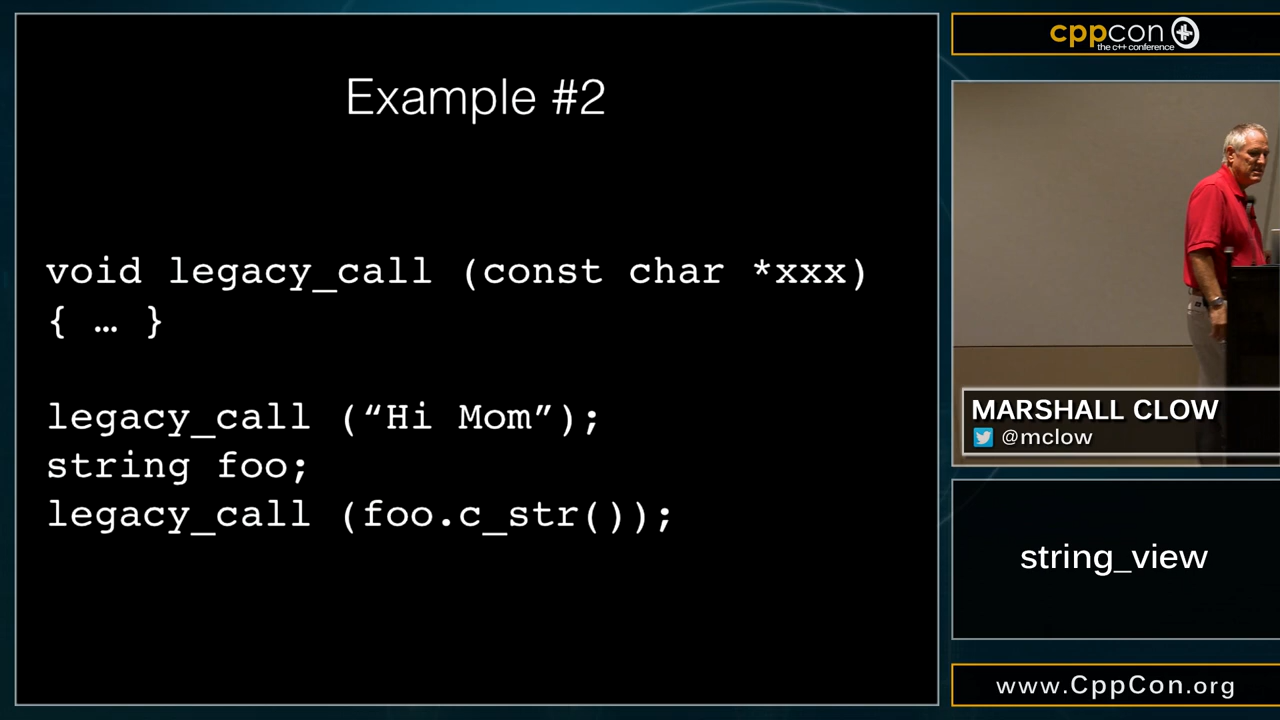 Example #2
void legacy_call (const char *xxx)
{ … }
legacy_call (“Hi Mom”);
string foo;
legacy_call (foo.c_str());
cppcon
the c++ conference
MARSHALL CLOW
@mclow
string_view
www.CppCon.org